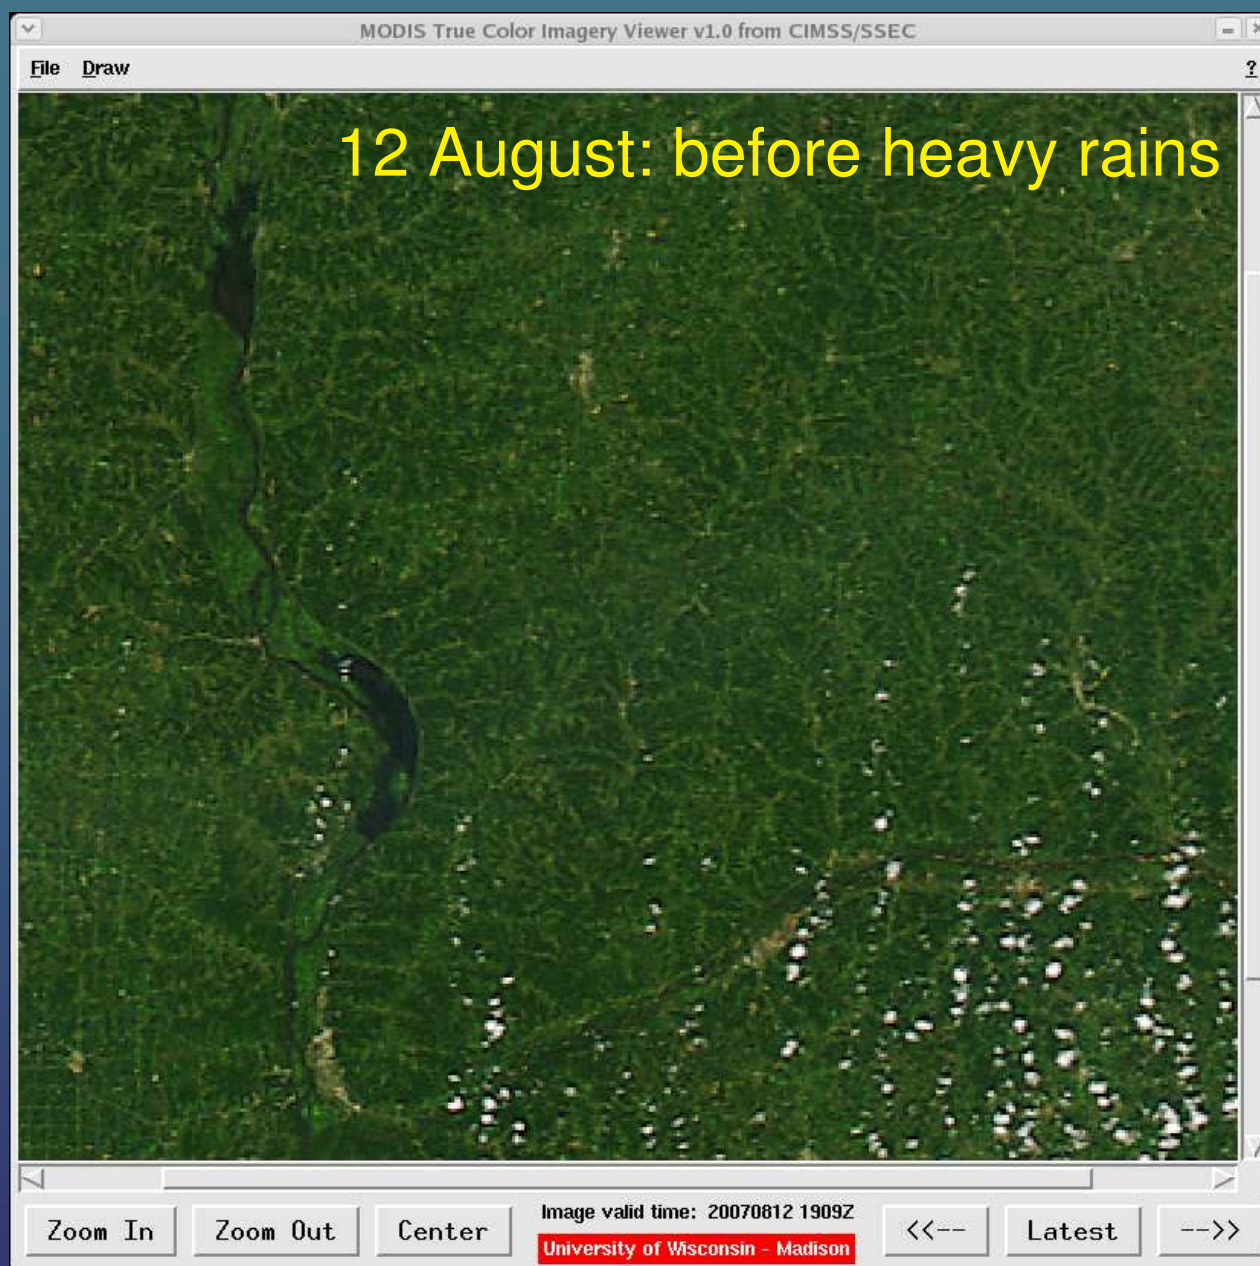 MODIS True Color Imagery Viewer v1.0 from CIMSS/SSEC
File Draw ?
12 August: before heavy rains
Zoom In Zoom Out Center Image valid time: 20070812 1909Z <<-- Latest -->>
University of Wisconsin - Madison